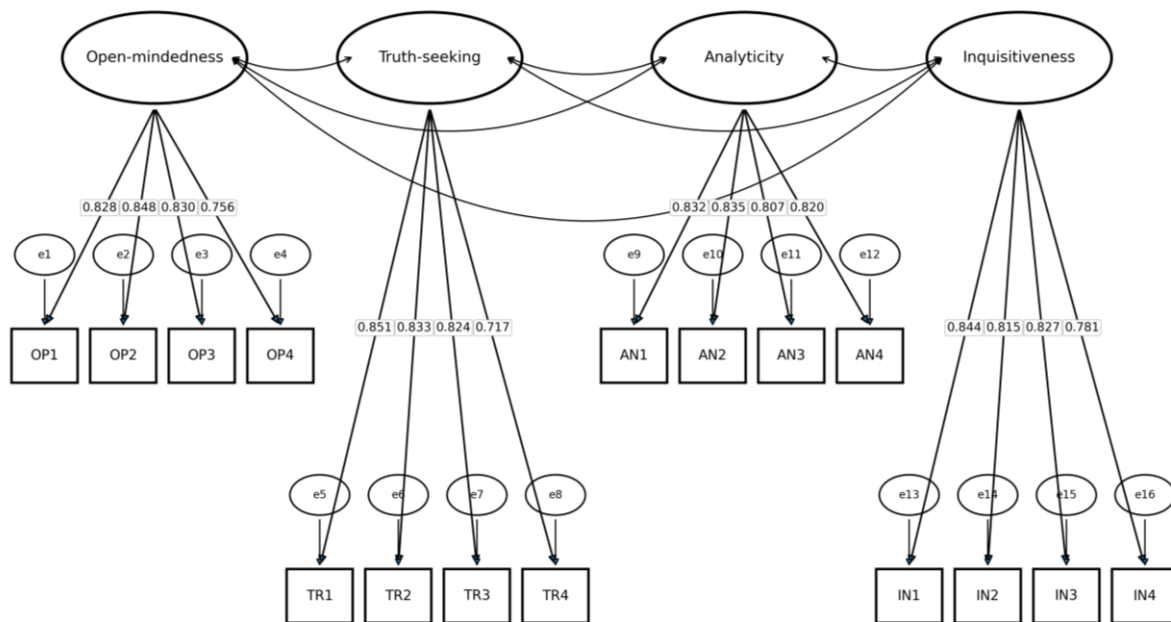 Open-mindedness Truth-seeking Analyticity Inquisitiveness
0.828 0.848 0.830 0.756 0.832 0.835 0.807 0.820
e1 e2 e3 e4 e9 e10 e11 e12
0.851 0.833 0.824 0.717 0.844 0.815 0.827 0.781
OP1 OP2 OP3 OP4 AN1 AN2 AN3 AN4
e5 e6 e7 e8 e13 e14 e15 e16
TR1 TR2 TR3 TR4 IN1 IN2 IN3 IN4